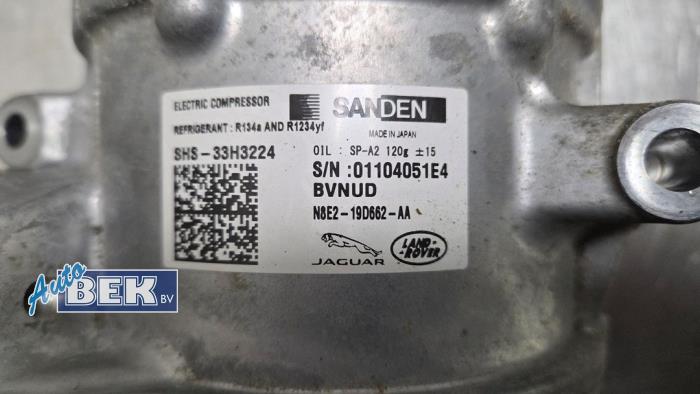 ELECTRIC COMPRESSOR
SANDEN
REFRIGERANT : R134a AND R1234yf
MADE IN JAPAN
SHS-33H3224
OIL : SP-A2 120g ±15
S/N :01104051E4
BVNUD
N8E2-19D662-AA
JAGUAR
LAND-ROVER
Auto
BEK BV